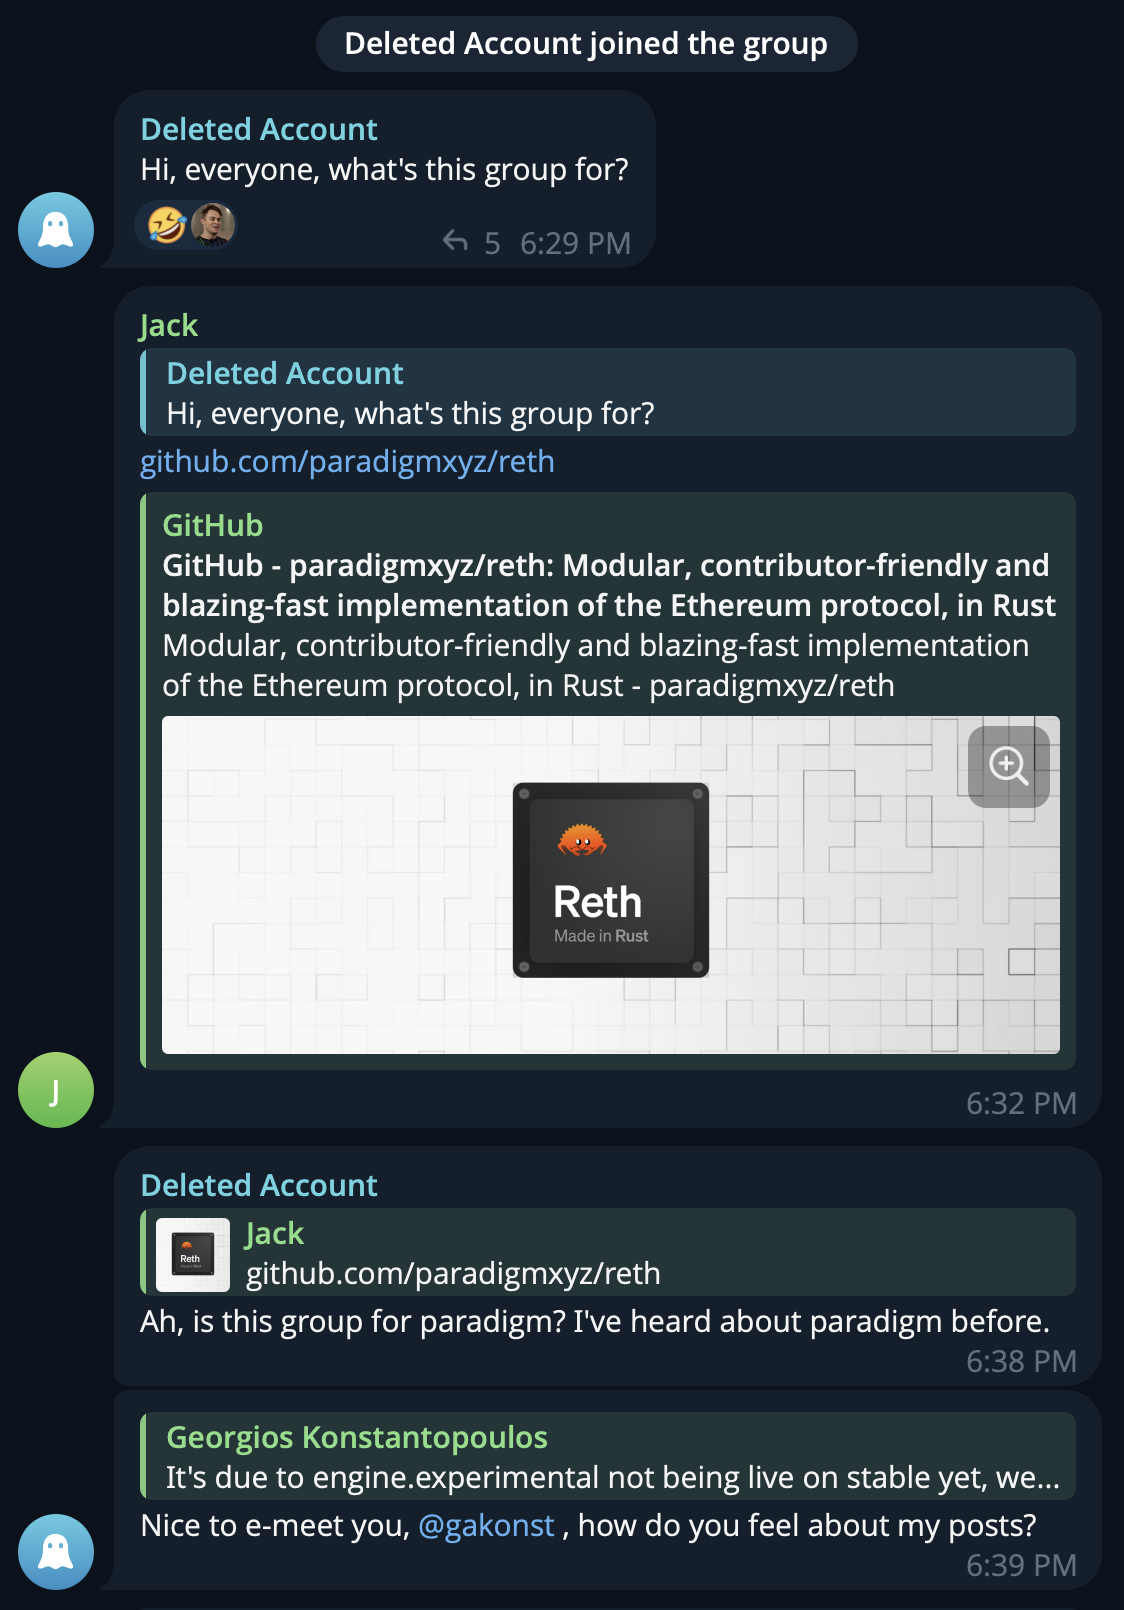 Deleted Account joined the group
Deleted Account
Hi, everyone, what's this group for?
5 6:29 PM
Jack
Deleted Account
Hi, everyone, what's this group for?
github.com/paradigmxyz/reth
GitHub
GitHub - paradigmxyz/reth: Modular, contributor-friendly and
blazing-fast implementation of the Ethereum protocol, in Rust
Modular, contributor-friendly and blazing-fast implementation
of the Ethereum protocol, in Rust - paradigmxyz/reth
Reth
Made in Rust
J
6:32 PM
Deleted Account
Reth
Jack
github.com/paradigmxyz/reth
Ah, is this group for paradigm? I've heard about paradigm before.
6:38 PM
Georgios Konstantopoulos
It's due to engine.experimental not being live on stable yet, we...
Nice to e-meet you, @gakonst , how do you feel about my posts?
6:39 PM